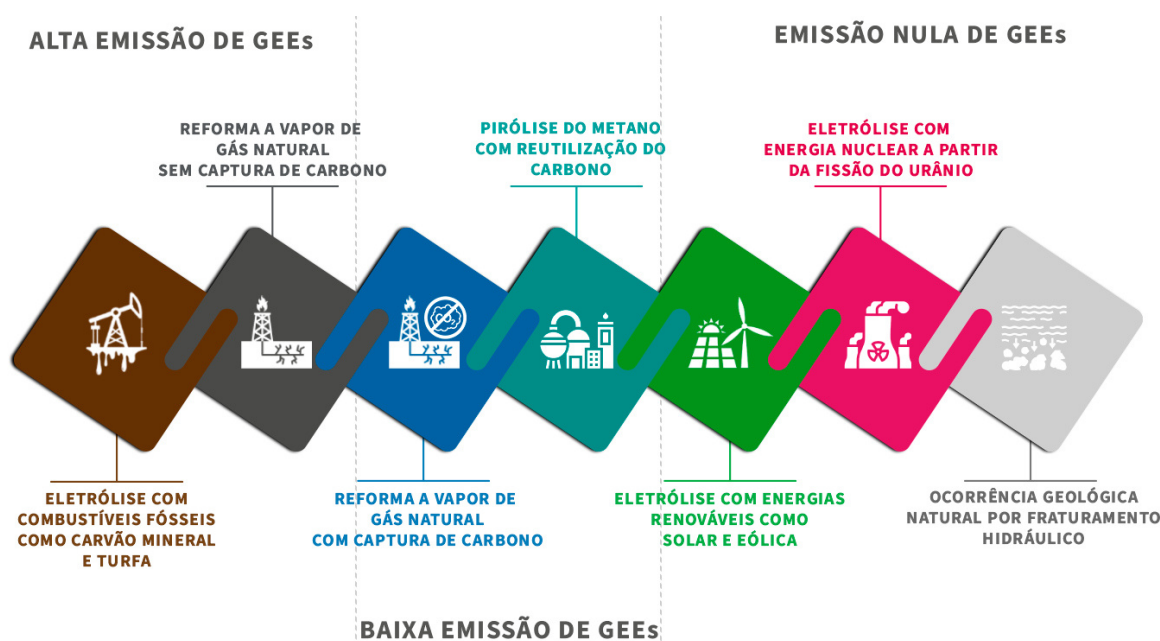 ALTA EMISSÃO DE GEEs
EMISSÃO NULA DE GEEs
REFORMA A VAPOR DE
GÁS NATURAL
SEM CAPTURA DE CARBONO
PIRÓLISE DO METANO
COM REUTILIZAÇÃO DO
CARBONO
ELETRÓLISE COM
ENERGIA NUCLEAR A PARTIR
DA FISSÃO DO URÂNIO
ELETRÓLISE COM
COMBUSTÍVEIS FÓSSEIS
COMO CARVÃO MINERAL
E TURFA
REFORMA A VAPOR DE
GÁS NATURAL
COM CAPTURA DE CARBONO
ELETRÓLISE COM ENERGIAS
RENOVÁVEIS COMO
SOLAR E EÓLICA
OCORRÊNCIA GEOLÓGICA
NATURAL POR FRATURAMENTO
HIDRÁULICO
BAIXA EMISSÃO DE GEEs